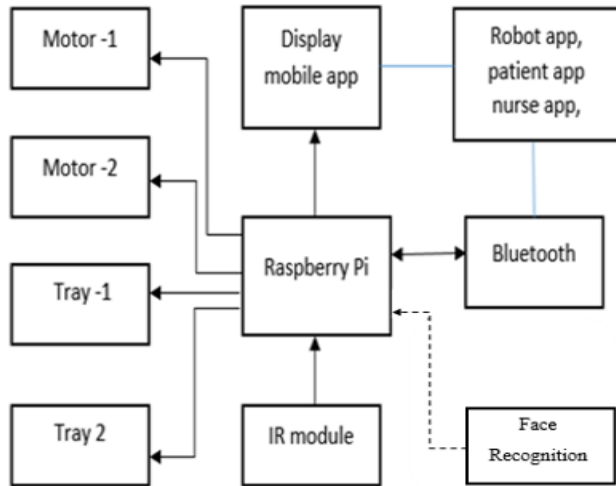 Motor -1
Display
mobile app
Robot app,
patient app
nurse app,
Motor -2
Raspberry Pi
Bluetooth
Tray -1
Tray 2
IR module
Face
Recognition